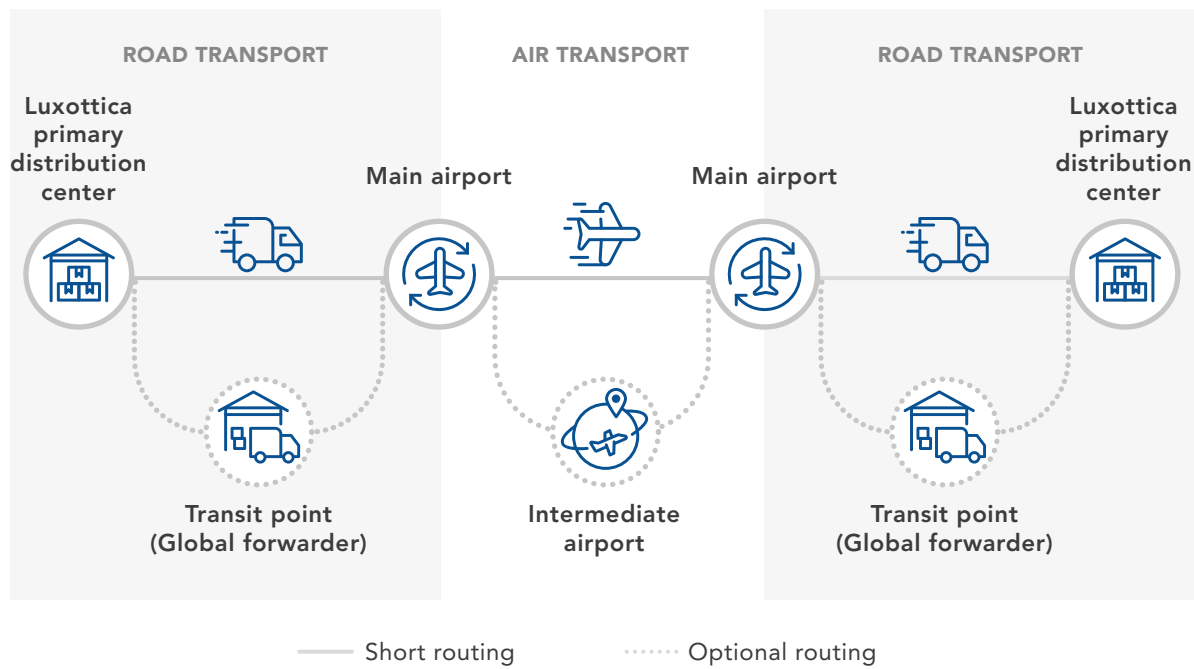 ROAD TRANSPORT
AIR TRANSPORT
ROAD TRANSPORT
Luxottica
primary
distribution
center
Main airport
Main airport
Luxottica
primary
distribution
center
Transit point
(Global forwarder)
Intermediate
airport
Transit point
(Global forwarder)
Short routing
Optional routing